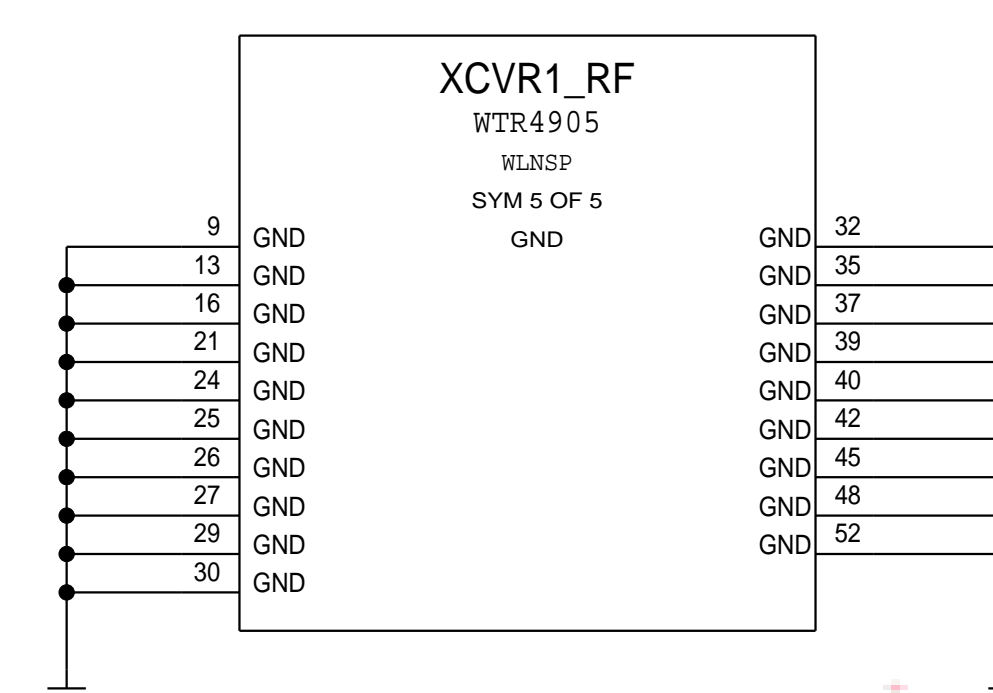 XCVR1_RF
WTR4905
WLNSP
SYM 5 OF 5
GND
9 GND GND 32
13 GND GND 35
16 GND GND 37
21 GND GND 39
24 GND GND 40
25 GND GND 42
26 GND GND 45
27 GND GND 48
29 GND GND 52
30 GND